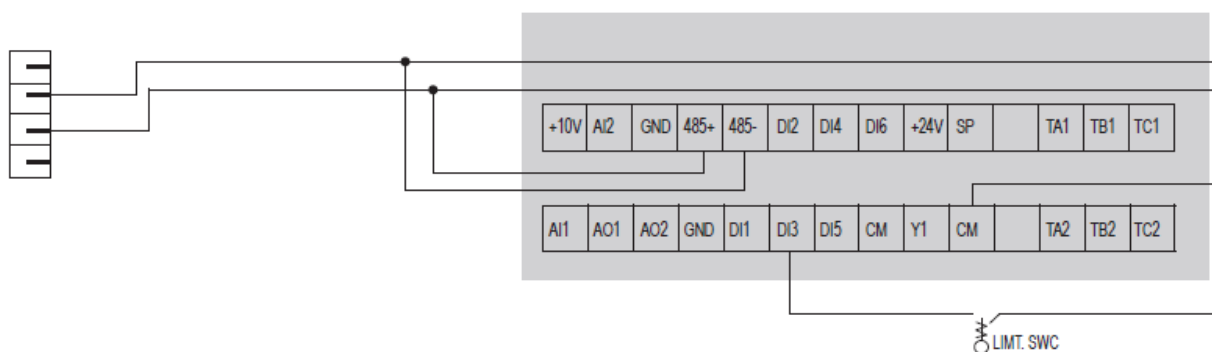 +10V AI2 GND 485+ 485- DI2 DI4 DI6 +24V SP TA1 TB1 TC1
AI1 AO1 AO2 GND DI1 DI3 DI5 CM Y1 CM TA2 TB2 TC2
LIMT. SWC